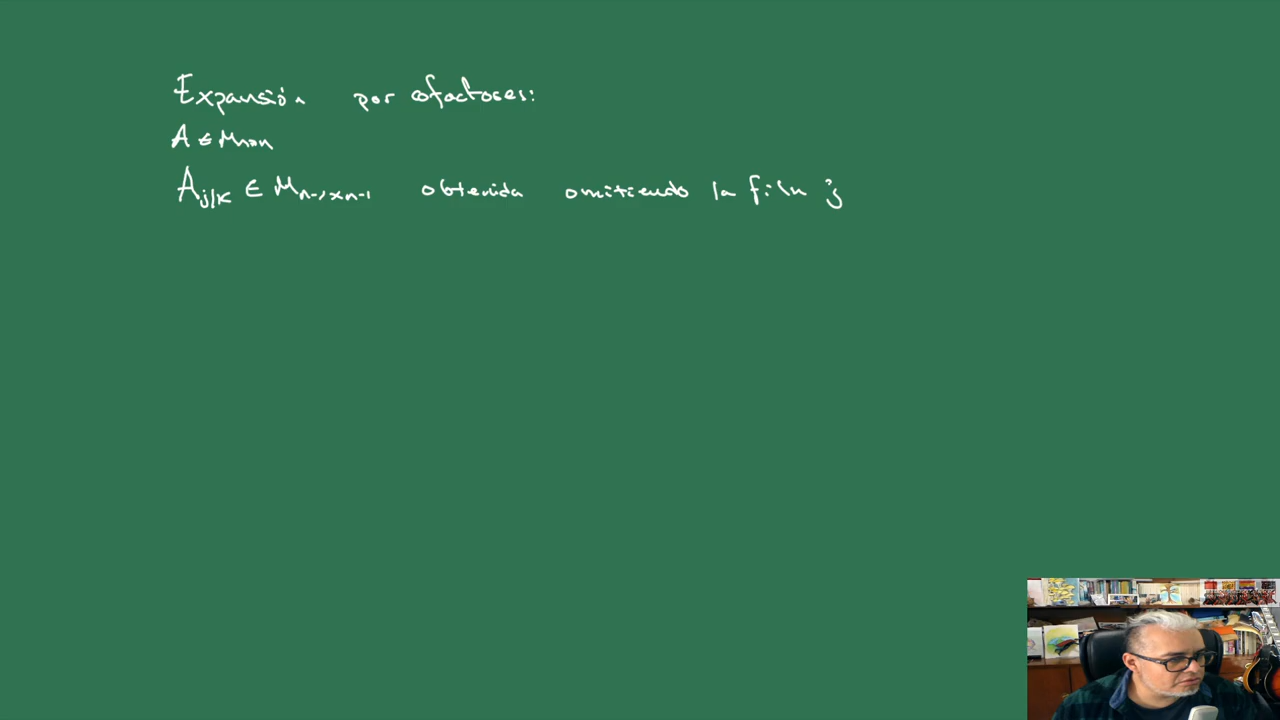 Expansión por cofactores:
A ∈ Mnxn
Aj|k ∈ Mn-1xn-1 obtenida omitiendo la fila j